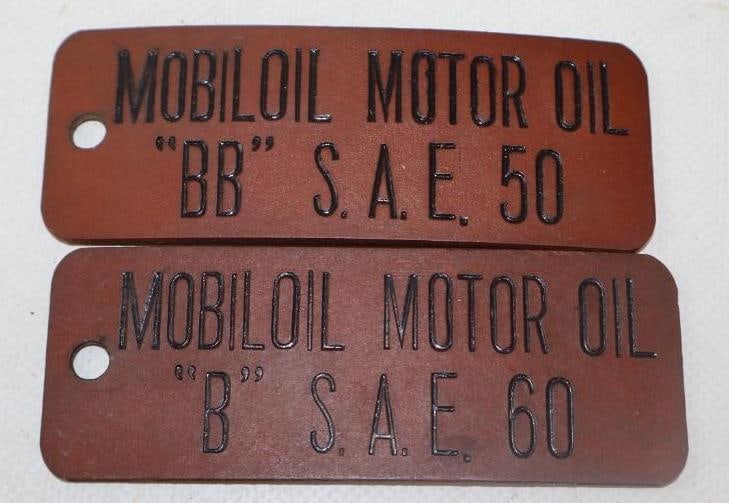 MOBILOIL MOTOR OIL
“BB” S.A.E. 50
MOBILOIL MOTOR OIL
“B” S.A.E. 60